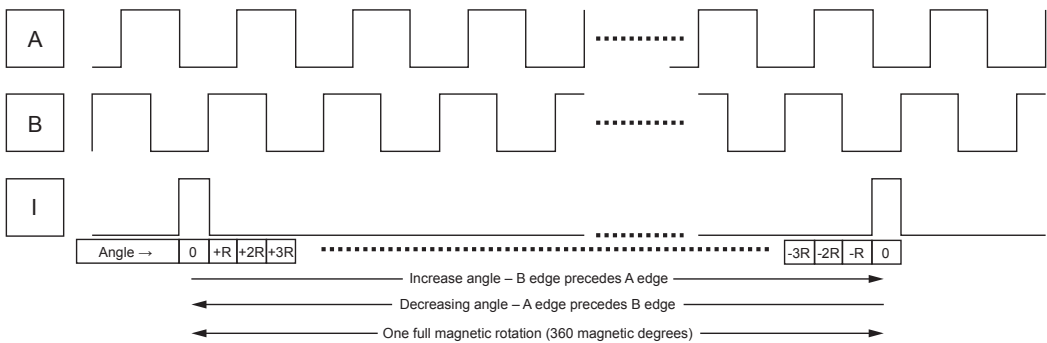 A
B
I
Angle → 0 +R +2R +3R -3R -2R -R 0
Increase angle – B edge precedes A edge
Decreasing angle – A edge precedes B edge
One full magnetic rotation (360 magnetic degrees)